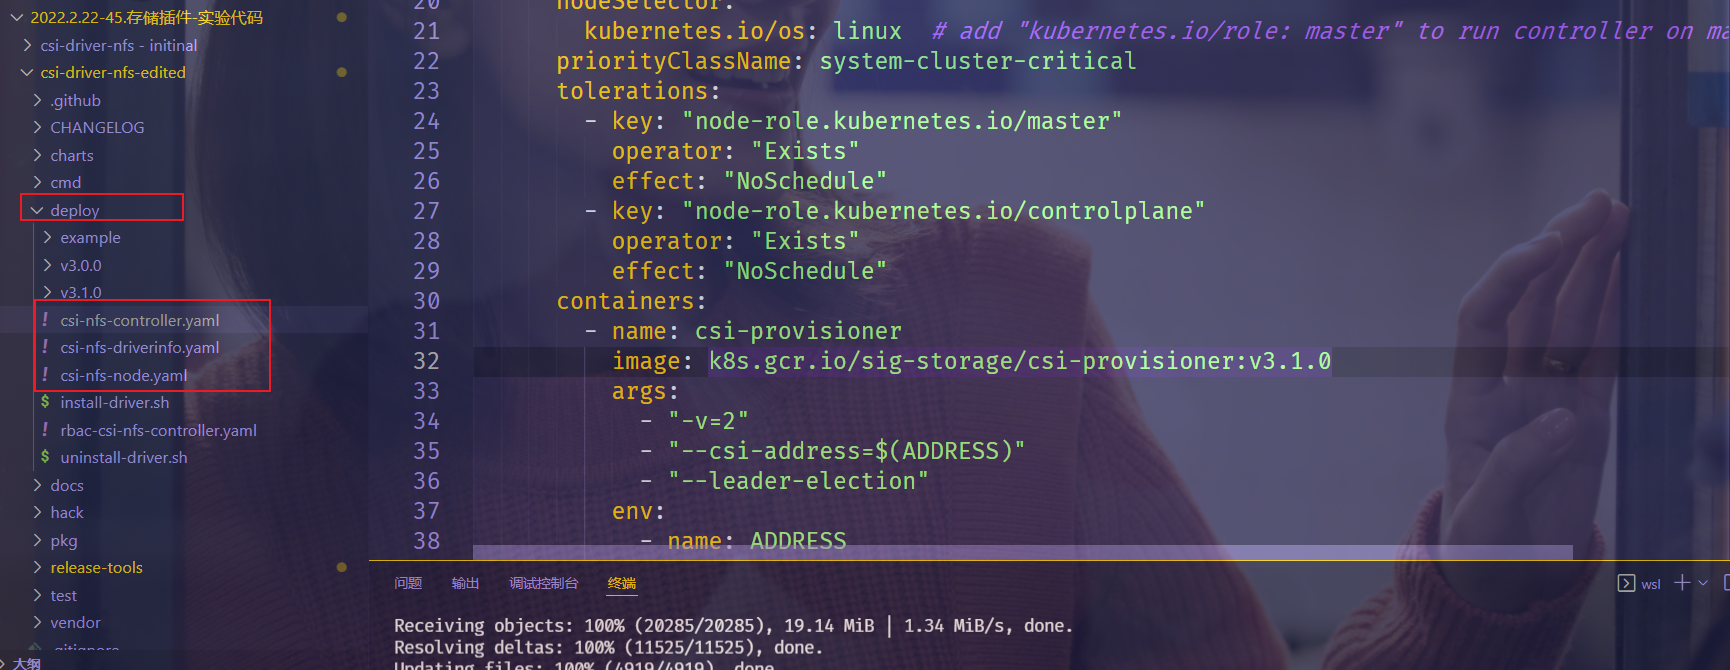 2022.2.22-45.存储插件-实验代码
csi-driver-nfs - initinal
csi-driver-nfs-edited
.github
CHANGELOG
charts
cmd
deploy
example
v3.0.0
v3.1.0
! csi-nfs-controller.yaml
! csi-nfs-driverinfo.yaml
! csi-nfs-node.yaml
$ install-driver.sh
! rbac-csi-nfs-controller.yaml
$ uninstall-driver.sh
docs
hack
pkg
release-tools
test
vendor
.gitignore
大纲
20 nodeSelector:
21 kubernetes.io/os: linux # add "kubernetes.io/role: master" to run controller on ma
22 priorityClassName: system-cluster-critical
23 tolerations:
24 - key: "node-role.kubernetes.io/master"
25 operator: "Exists"
26 effect: "NoSchedule"
27 - key: "node-role.kubernetes.io/controlplane"
28 operator: "Exists"
29 effect: "NoSchedule"
30 containers:
31 - name: csi-provisioner
32 image: k8s.gcr.io/sig-storage/csi-provisioner:v3.1.0
33 args:
34 - "-v=2"
35 - "--csi-address=$(ADDRESS)"
36 - "--leader-election"
37 env:
38 - name: ADDRESS
问题 输出 调试控制台 终端 wsl
Receiving objects: 100% (20285/20285), 19.14 MiB | 1.34 MiB/s, done.
Resolving deltas: 100% (11525/11525), done.
Updating files: 100% (4919/4919), done.